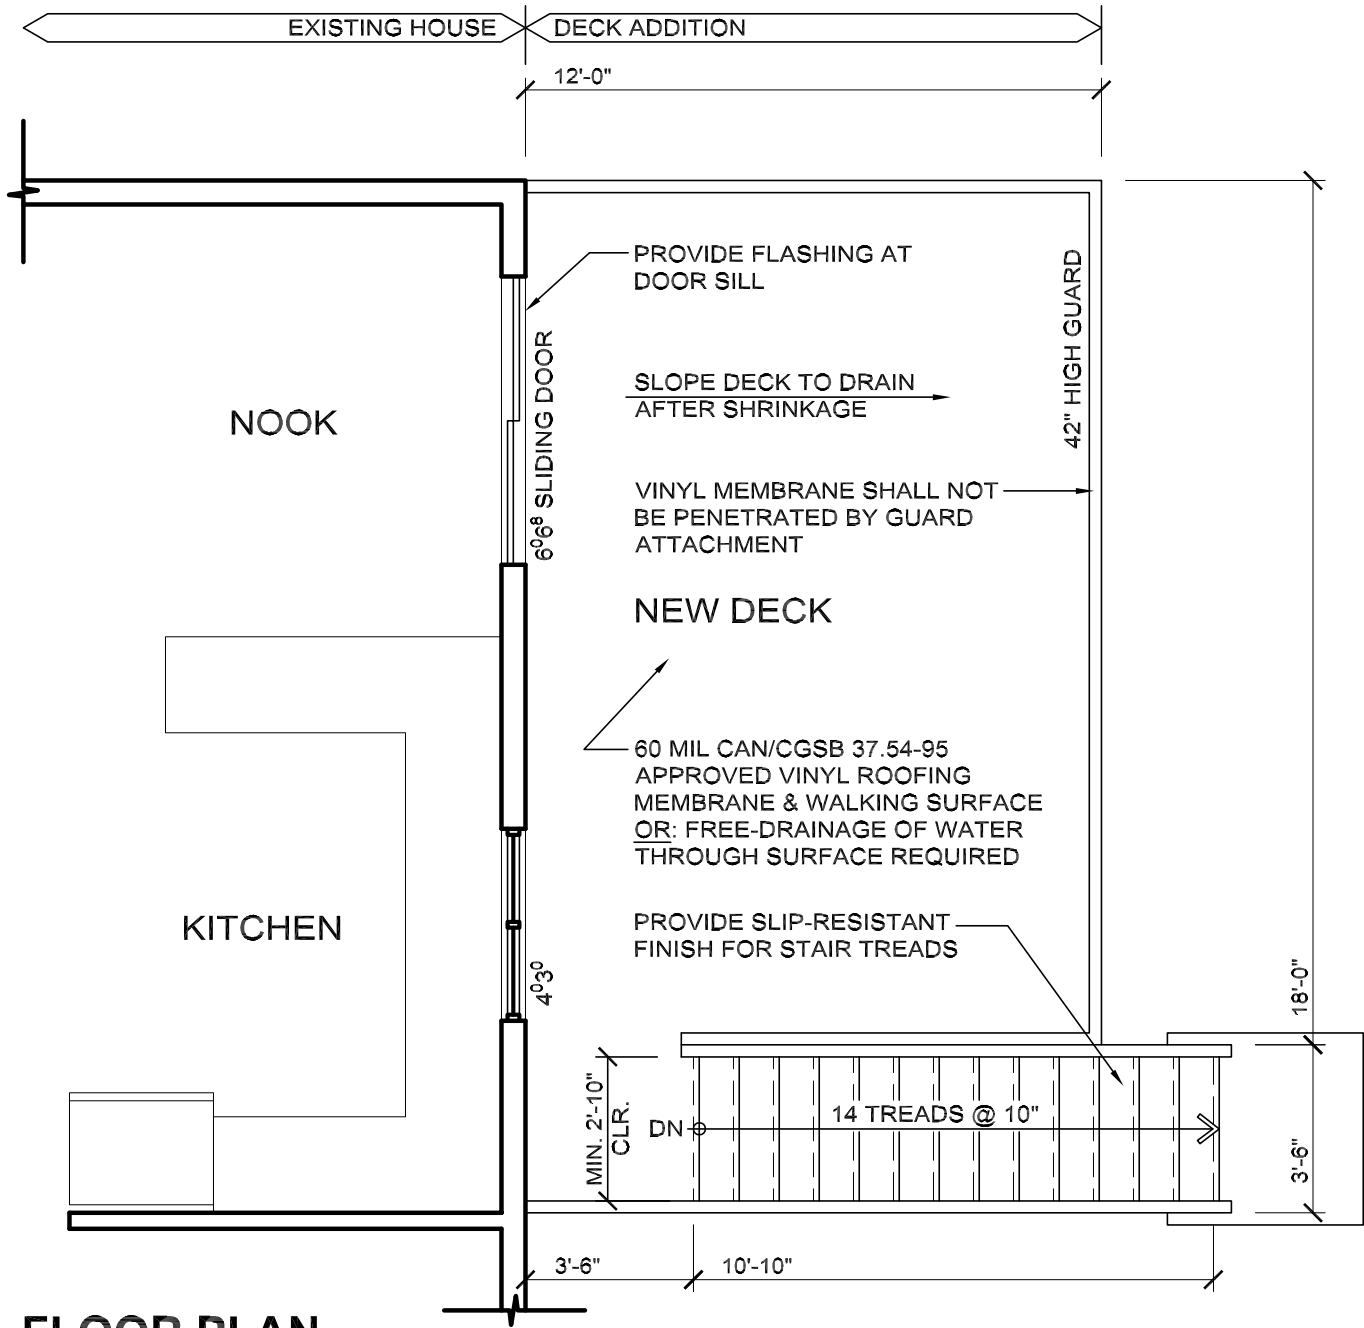 EXISTING HOUSE
DECK ADDITION
12'-0"
PROVIDE FLASHING AT
DOOR SILL
6⁰6⁸ SLIDING DOOR
42" HIGH GUARD
SLOPE DECK TO DRAIN
AFTER SHRINKAGE
NOOK
VINYL MEMBRANE SHALL NOT
BE PENETRATED BY GUARD
ATTACHMENT
NEW DECK
60 MIL CAN/CGSB 37.54-95
APPROVED VINYL ROOFING
MEMBRANE & WALKING SURFACE
OR: FREE-DRAINAGE OF WATER
THROUGH SURFACE REQUIRED
KITCHEN
PROVIDE SLIP-RESISTANT
FINISH FOR STAIR TREADS
4⁰3⁰
18'-0"
MIN. 2'-10"
CLR.
DN
14 TREADS @ 10"
3'-6"
3'-6"
10'-10"
FLOOR PLAN